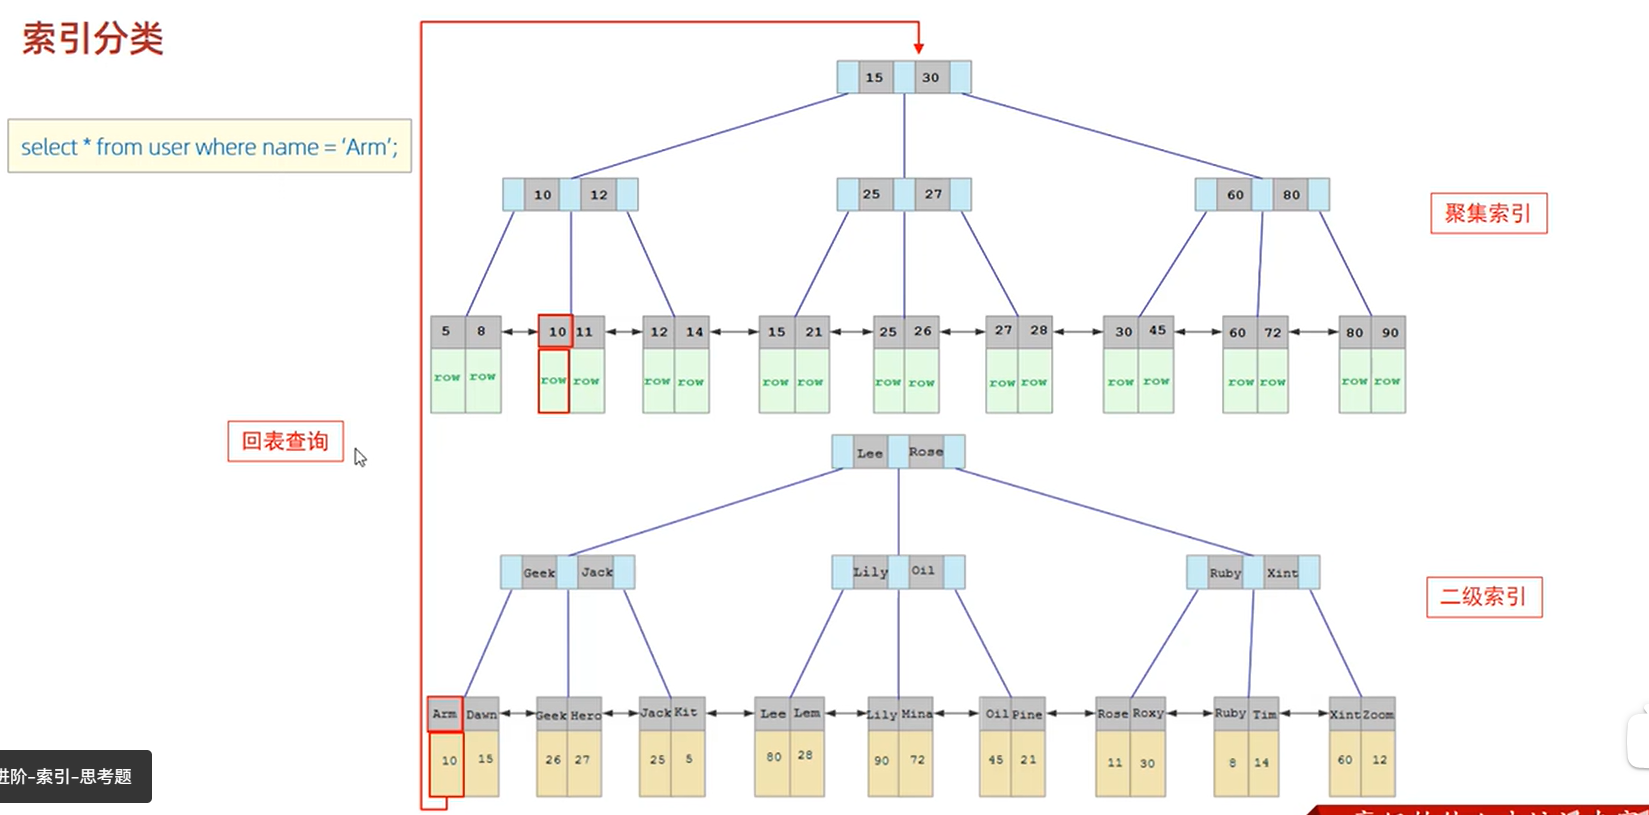 索引分类
select * from user where name = ‘Arm’;
15 30
10 12 25 27 60 80
聚集索引
5 8 10 11 12 14 15 21 25 26 27 28 30 45 60 72 80 90
row row row row row row row row row row row row row row row row row row
回表查询
Lee Rose
Geek Jack Lily Oil Ruby Xint
二级索引
Arm Dawn Geek Hero Jack Kit Lee Lem Lily Mina Oil Pine Rose Roxy Ruby Tim Xint Zoom
10 15 26 27 25 5 80 28 90 72 45 21 11 30 8 14 60 12
进阶-索引-思考题